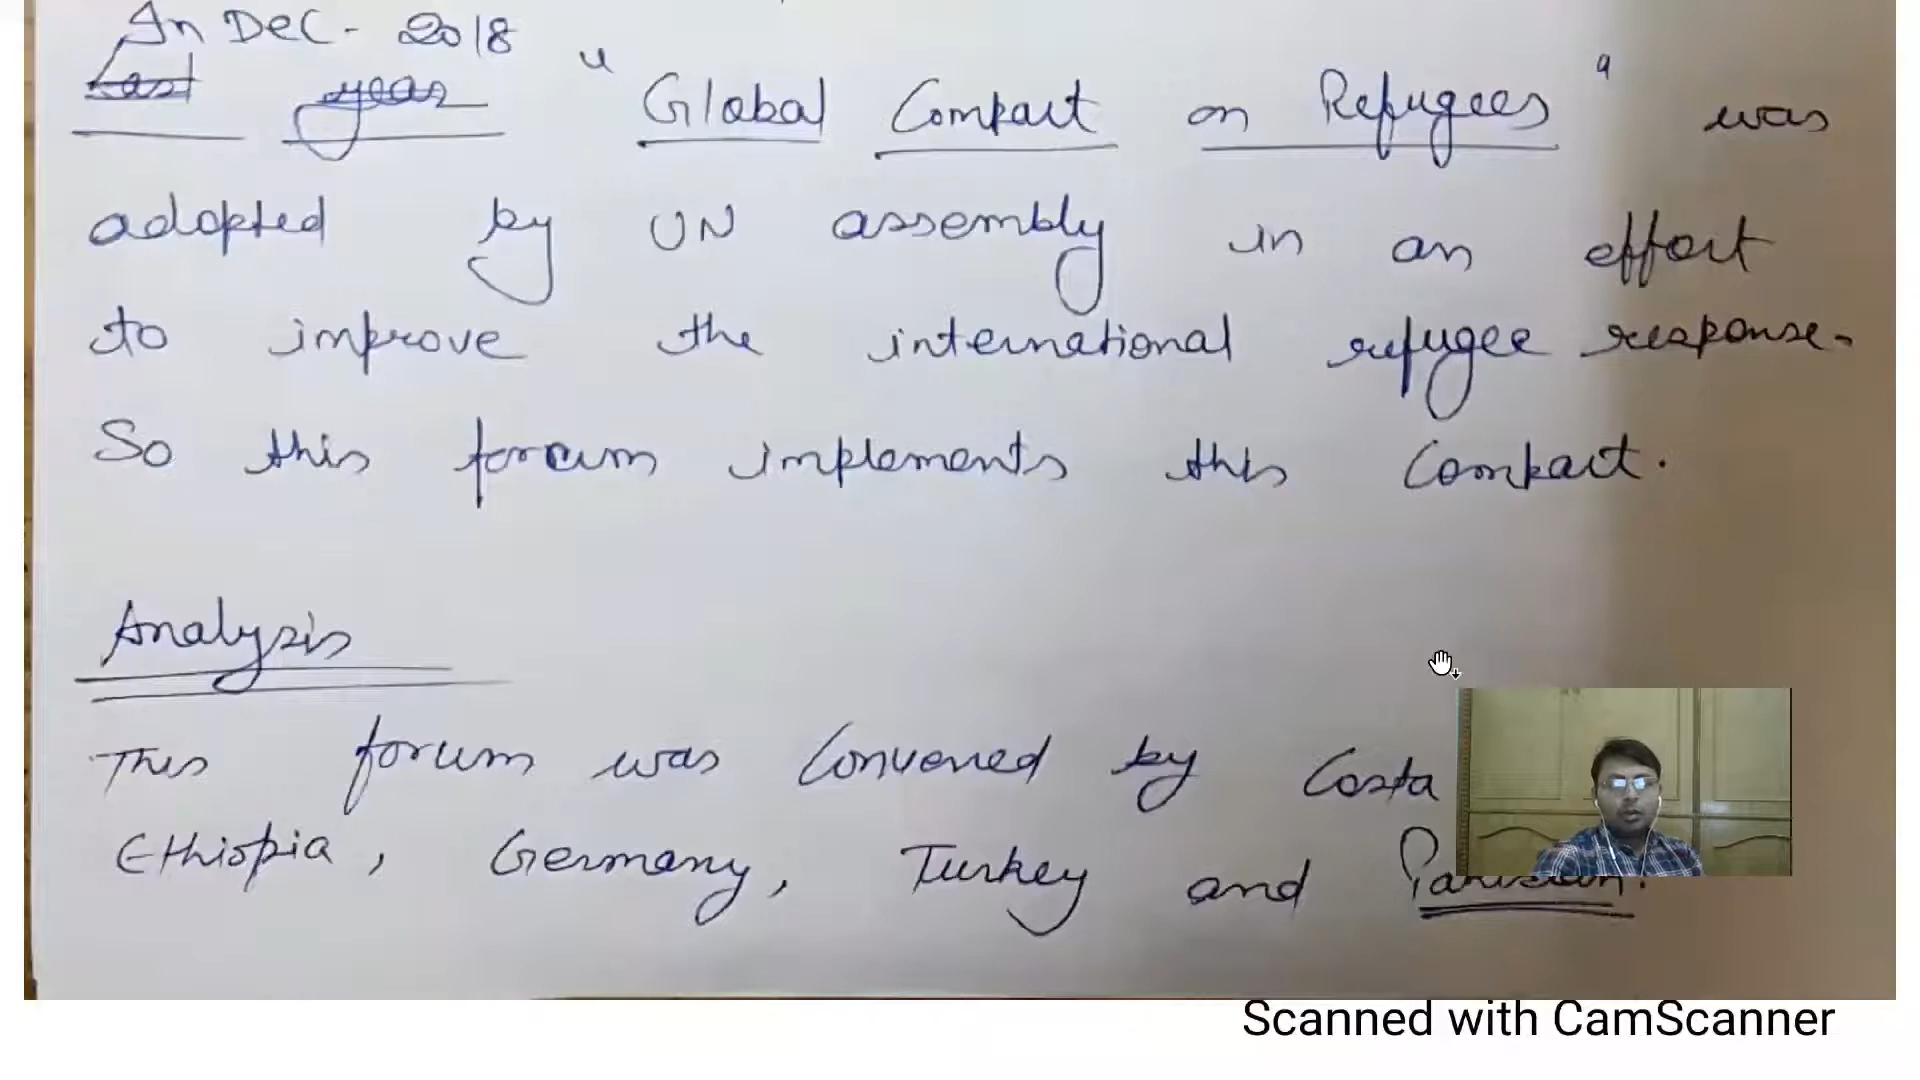 In Dec- 2018
Last year "Global Compact on Refugees" was
adopted by UN assembly in an effort
to improve the international refugee response.
So this forum implements this Compact.
Analysis
This forum was Convened by Costa
Ethiopia, Germany, Turkey and Pakistan.
Scanned with CamScanner